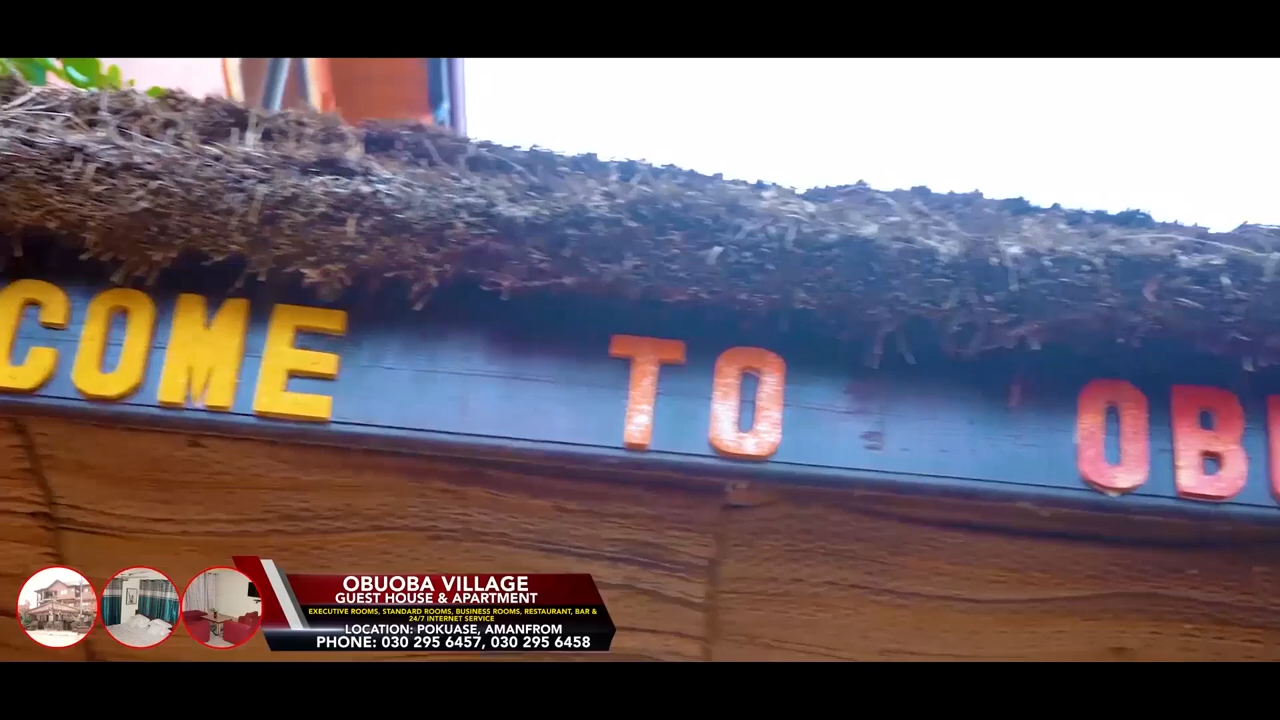 COME TO OB
OBUOBA VILLAGE
GUEST HOUSE & APARTMENT
EXECUTIVE ROOMS, STANDARD ROOMS, BUSINESS ROOMS, RESTAURANT, BAR &
24/7 INTERNET SERVICE
LOCATION: POKUASE, AMANFROM
PHONE: 030 295 6457, 030 295 6458